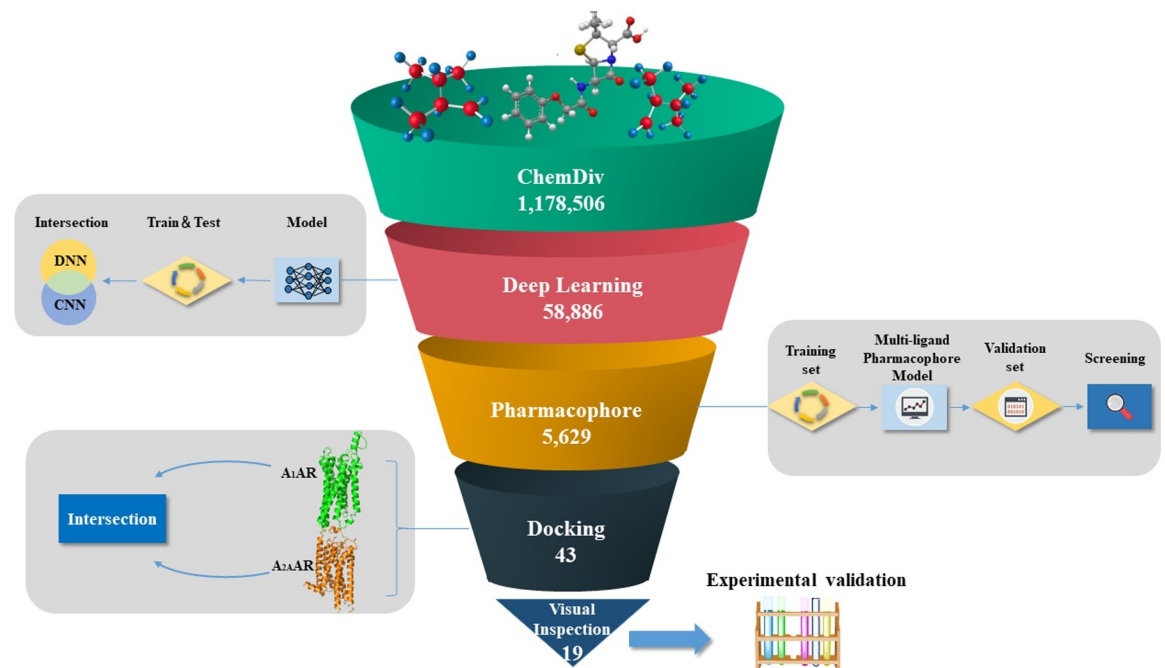 ChemDiv
1,178,506
Intersection
Train & Test
Model
DNN
CNN
Deep Learning
58,886
Training
set
Multi-ligand
Pharmacophore
Model
Validation
set
Screening
Pharmacophore
5,629
A1AR
Intersection
A2AAR
Docking
43
Visual
Inspection
19
Experimental validation